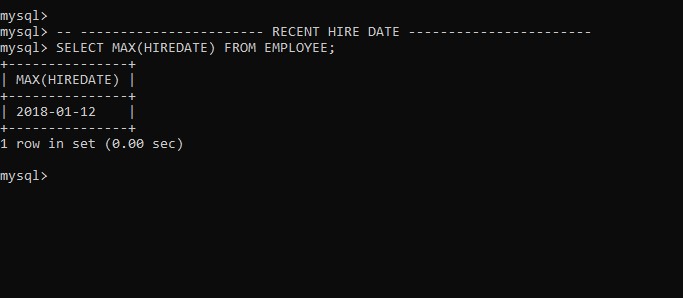 mysql>
mysql> -- ----------------------- RECENT HIRE DATE -----------------------
mysql> SELECT MAX(HIREDATE) FROM EMPLOYEE;
+---------------+
| MAX(HIREDATE) |
+---------------+
| 2018-01-12    |
+---------------+
1 row in set (0.00 sec)
mysql>